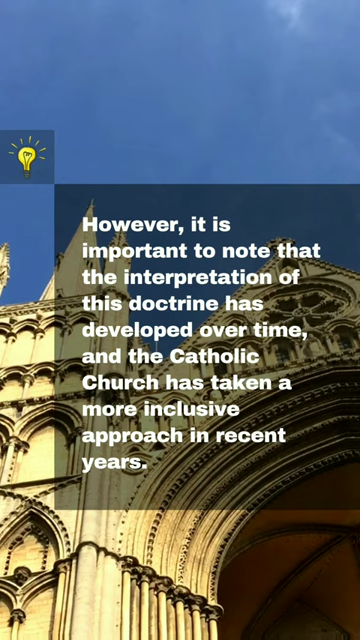 However, it is
important to note that
the interpretation of
this doctrine has
developed over time,
and the Catholic
Church has taken a
more inclusive
approach in recent
years.